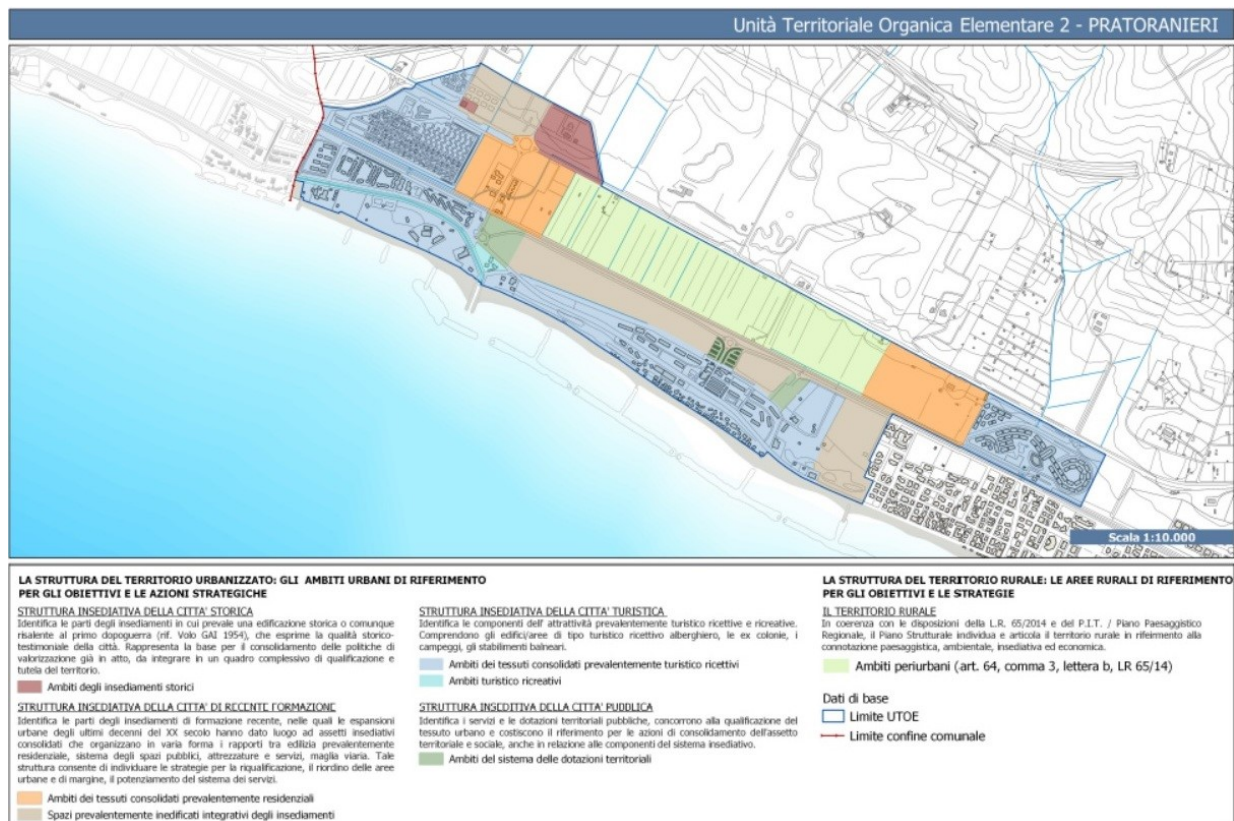 Unità Territoriale Organica Elementare 2 - PRATORANIERI
Scala 1:10.000
LA STRUTTURA DEL TERRITORIO URBANIZZATO: GLI AMBITI URBANI DI RIFERIMENTO
PER GLI OBIETTIVI E LE AZIONI STRATEGICHE
STRUTTURA INSEDIATIVA DELLA CITTA' STORICA
Identifica le parti degli insediamenti in cui prevale una edificazione storica o comunque
risalente al primo dopoguerra (rif. Volo GAI 1954), che esprime la qualità storico-
testimoniale della città. Rappresenta la base per il consolidamento delle politiche di
valorizzazione già in atto, da integrare in un quadro complessivo di qualificazione e
tutela del territorio.
Ambiti degli insediamenti storici
STRUTTURA INSEDIATIVA DELLA CITTA' DI RECENTE FORMAZIONE
Identifica le parti degli insediamenti di formazione recente, nelle quali le espansioni
urbane degli ultimi decenni del XX secolo hanno dato luogo ad assetti insediativi
consolidati che organizzano in varia forma i rapporti tra edilizia prevalentemente
residenziale, sistema degli spazi pubblici, attrezzature e servizi, maglia viaria. Tale
struttura consente di individuare le strategie per la riqualificazione, il riordino delle aree
urbane e di margine, il potenziamento del sistema dei servizi.
Ambiti dei tessuti consolidati prevalentemente residenziali
Spazi prevalentemente inedificati integrativi degli insediamenti
STRUTTURA INSEDIATIVA DELLA CITTA' TURISTICA
Identifica le componenti dell' attrattività prevalentemente turistico ricettive e ricreative.
Comprendono gli edifici/aree di tipo turistico ricettivo alberghiero, le ex colonie, i
campeggi, gli stabilimenti balneari.
Ambiti dei tessuti consolidati prevalentemente turistico ricettivi
Ambiti turistico ricreativi
STRUTTURA INSEDITIVA DELLA CITTA' PUBBLICA
Identifica i servizi e le dotazioni territoriali pubbliche, concorrono alla qualificazione del
tessuto urbano e costiscono il riferimento per le azioni di consolidamento dell'assetto
territoriale e sociale, anche in relazione alle componenti del sistema insediativo.
Ambiti del sistema delle dotazioni territoriali
LA STRUTTURA DEL TERRITORIO RURALE: LE AREE RURALI DI RIFERIMENTO
PER GLI OBIETTIVI E LE STRATEGIE
IL TERRITORIO RURALE
In coerenza con le disposizioni della L.R. 65/2014 e del P.I.T. / Piano Paesaggistico
Regionale, il Piano Strutturale individua e articola il territorio rurale in rifeimento alla
connotazione paesaggistica, ambientale, insediativa ed economica.
Ambiti periurbani (art. 64, comma 3, lettera b, LR 65/14)
Dati di base
Limite UTOE
Limite confine comunale